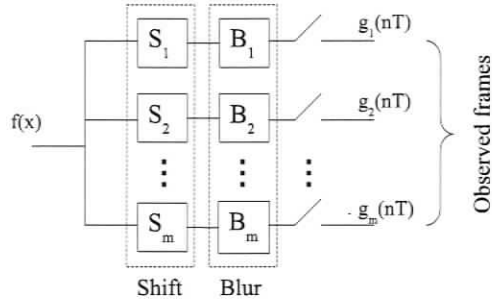 f(x)
S₁ B₁ g₁(nT)
S₂ B₂ g₂(nT)
Sₘ Bₘ gₘ(nT)
Shift Blur
Observed frames